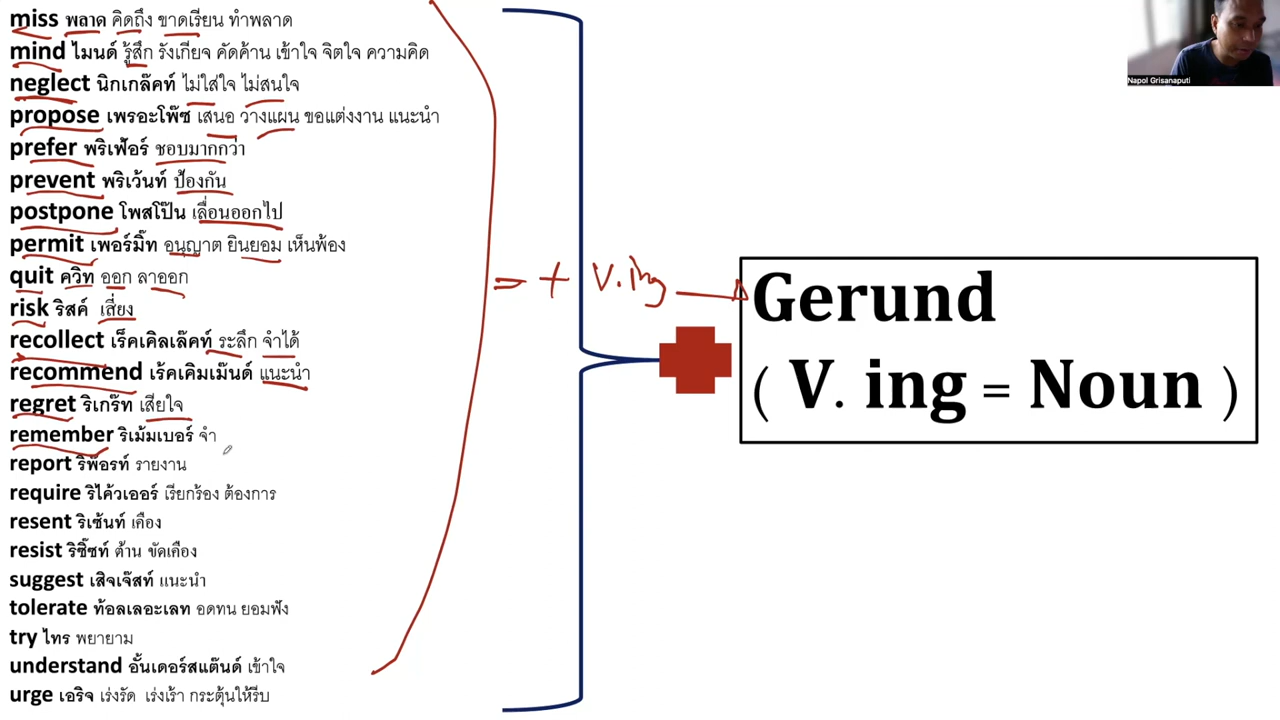 miss พลาด คิดถึง ขาดเรียน ทำพลาด
mind ไมนด์ รู้สึก รังเกียจ คัดค้าน เข้าใจ จิตใจ ความคิด
neglect นิกเกล๊คท์ ไม่ใส่ใจ ไม่สนใจ
propose เพรอะโพ๊ซ เสนอ วางแผน ขอแต่งงาน แนะนำ
prefer พริเฟ้อร์ ชอบมากกว่า
prevent พริเว้นท์ ป้องกัน
postpone โพสโป๊น เลื่อนออกไป
permit เพอร์มิ๊ท อนุญาต ยินยอม เห็นพ้อง
quit ควิท ออก ลาออก
risk ริสค์ เสี่ยง
recollect เร็คเคิลเล๊คท์ ระลึก จำได้
recommend เร้คเคิมเม๊นด์ แนะนำ
regret ริเกร๊ท เสียใจ
remember ริเม้มเบอร์ จำ
report ริพ๊อรท์ รายงาน
require ริไค้วเออร์ เรียกร้อง ต้องการ
resent ริเซ้นท์ เคือง
resist ริซิ๊ซท์ ต้าน ขัดเคือง
suggest เสิจเจ๊สท์ แนะนำ
tolerate ท้อลเลอะเลท อดทน ยอมฟัง
try ไทร พยายาม
understand อั้นเดอร์สแต๊นด์ เข้าใจ
urge เอริจ เร่งรัด เร่งเร้า กระตุ้นให้รีบ
= + V.ing
Gerund
( V. ing = Noun )
Napol Grisanaputi